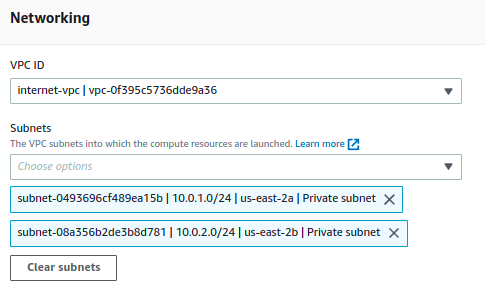 Networking
VPC ID
internet-vpc | vpc-0f395c5736dde9a36
Subnets
The VPC subnets into which the compute resources are launched. Learn more
Choose options
subnet-0493696cf489ea15b | 10.0.1.0/24 | us-east-2a | Private subnet
subnet-08a356b2de3b8d781 | 10.0.2.0/24 | us-east-2b | Private subnet
Clear subnets